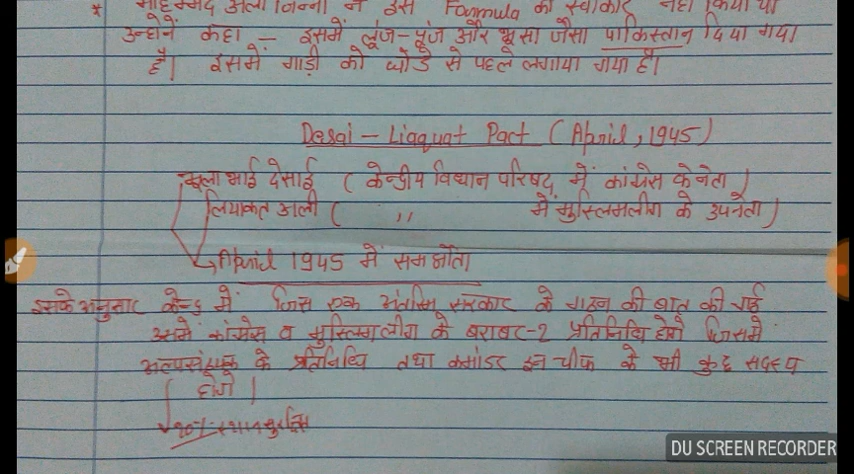 * मोहम्मद अली जिन्ना ने इस Formula को स्वीकार नहीं किया था
उन्होनें कहा – इसमें लूंज-पूंज और भूसा जैसा पाकिस्तान दिया गया
है। इसमें गाड़ी को घोडे से पहले लगाया गया है।
Desai – Liaquat Pact ( April, 1945)
भूला भाई देसाई ( केन्द्रीय विधान परिषद् में कांग्रेस के नेता )
लियाकत अली ( ,, में मुस्लिमलीग के उपनेता)
April 1945 में समझौता
इसके अनुसार केन्द्र में जिस एक अंतरिम सरकार के गठन की बात की गई
उसमें कांग्रेस व मुस्लिमलीग के बराबर-2 प्रतिनिधि होंगे जिसमें
अल्पसंख्यक के प्रतिनिधि तथा कमांडर इन चीफ के भी कुछ सदस्य
होंगे।
20% स्थान सुरक्षित
DU SCREEN RECORDER